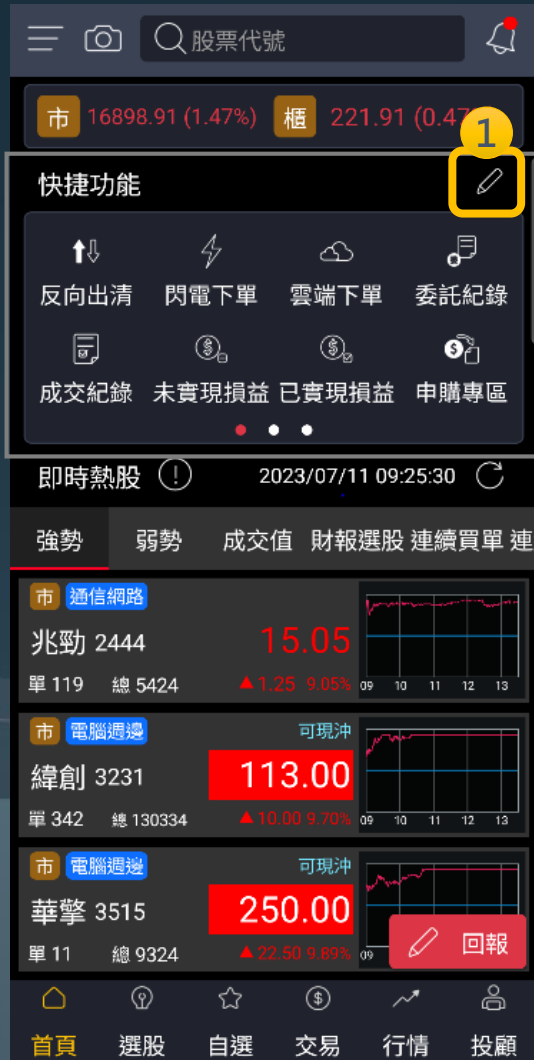 股票代號
市 16898.91 (1.47%) 櫃 221.91 (0.47
1
快捷功能
反向出清 閃電下單 雲端下單 委託紀錄
成交紀錄 未實現損益 已實現損益 申購專區
即時熱股 2023/07/11 09:25:30
強勢 弱勢 成交值 財報選股 連續買單 連
市 通信網路
兆勁 2444 15.05
單 119 總 5424 ▲1.25 9.05% 09 10 11 12 13
市 電腦週邊 可現沖
緯創 3231 113.00
單 342 總 130334 ▲10.00 9.70% 09 10 11 12 13
市 電腦週邊 可現沖
華擎 3515 250.00
單 11 總 9324 ▲22.50 9.89% 09 回報
首頁 選股 自選 交易 行情 投顧